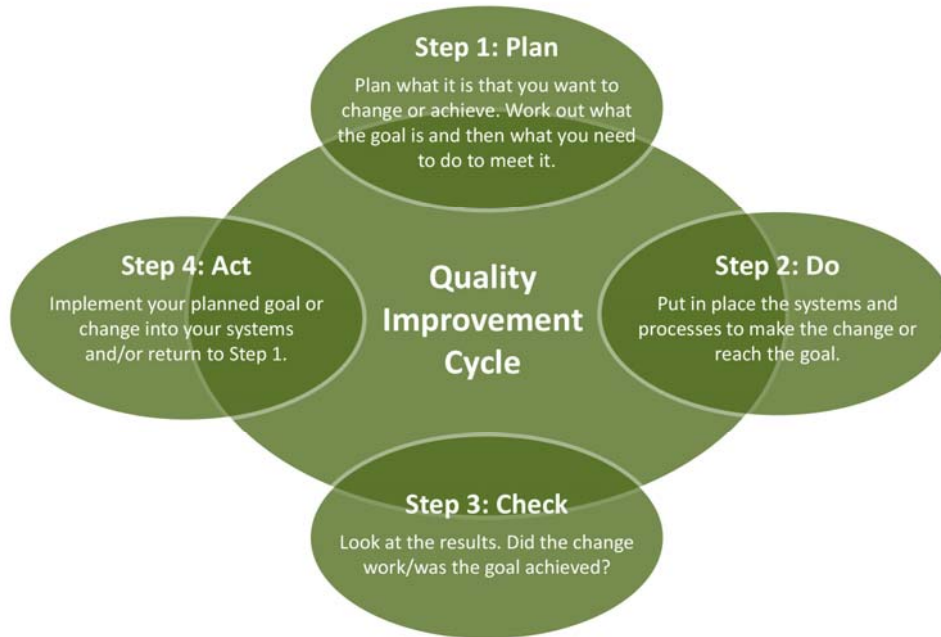 Step 1: Plan
Plan what it is that you want to
change or achieve. Work out what
the goal is and then what you need
to do to meet it.
Step 4: Act
Implement your planned goal or
change into your systems
and/or return to Step 1.
Quality
Improvement
Cycle
Step 2: Do
Put in place the systems and
processes to make the change or
reach the goal.
Step 3: Check
Look at the results. Did the change
work/was the goal achieved?